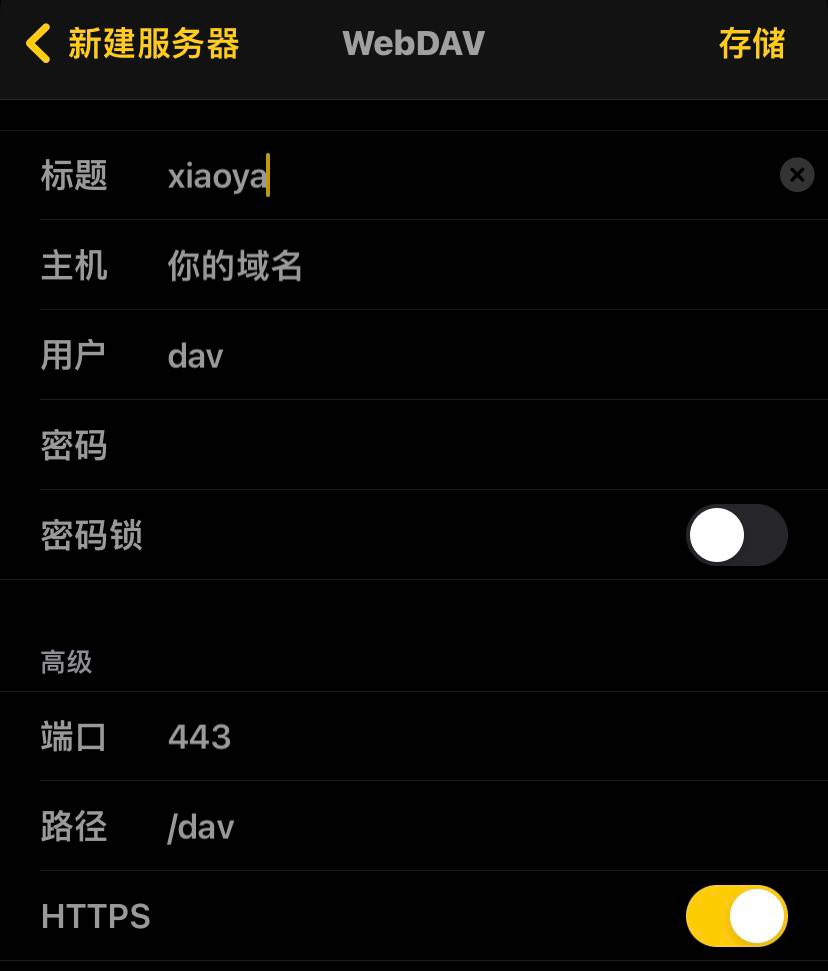 新建服务器 WebDAV 存储
标题 xiaoya
主机 你的域名
用户 dav
密码
密码锁
高级
端口 443
路径 /dav
HTTPS